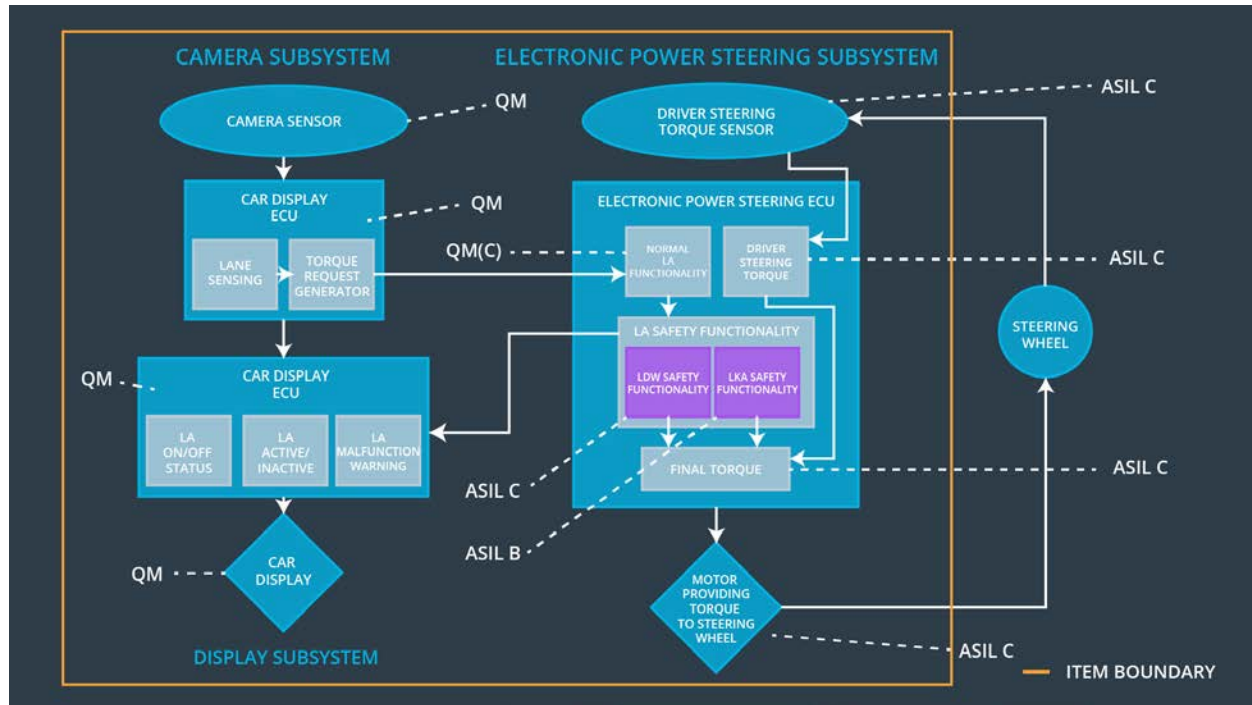 CAMERA SUBSYSTEM
ELECTRONIC POWER STEERING SUBSYSTEM
CAMERA SENSOR
QM
DRIVER STEERING
TORQUE SENSOR
ASIL C
CAR DISPLAY
ECU
QM
LANE
SENSING
TORQUE
REQUEST
GENERATOR
ELECTRONIC POWER STEERING ECU
QM(C)
NORMAL
LA
FUNCTIONALITY
DRIVER
STEERING
TORQUE
ASIL C
LA SAFETY FUNCTIONALITY
LDW SAFETY
FUNCTIONALITY
LKA SAFETY
FUNCTIONALITY
STEERING
WHEEL
QM
CAR DISPLAY
ECU
LA
ON/OFF
STATUS
LA
ACTIVE/
INACTIVE
LA
MALFUNCTION
WARNING
FINAL TORQUE
ASIL C
ASIL C
ASIL B
QM
CAR
DISPLAY
MOTOR
PROVIDING
TORQUE
TO STEERING
WHEEL
ASIL C
DISPLAY SUBSYSTEM
ITEM BOUNDARY